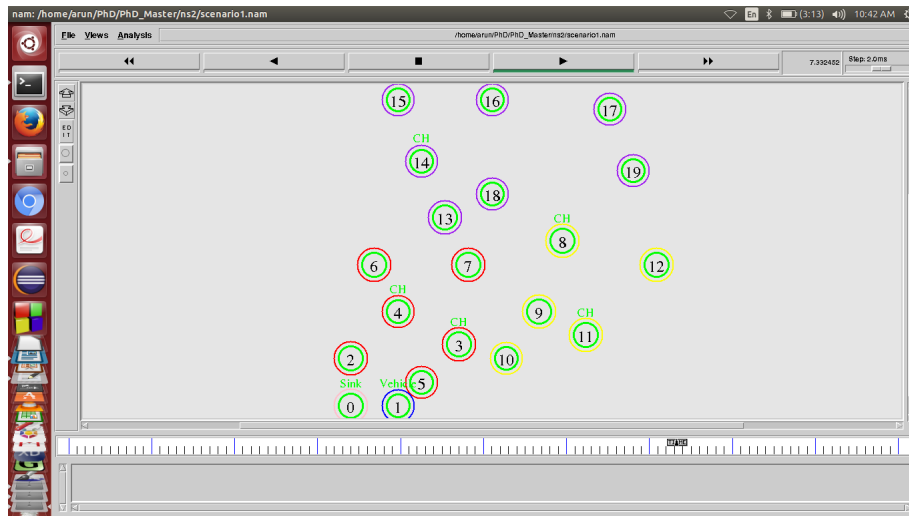 nam: /home/arun/PhD/PhD_Master/ns2/scenario1.nam
En (3:13) 10:42 AM
File Views Analysis /home/arun/PhD/PhD_Master/ns2/scenario1.nam
7.332452 Step: 2.0ms
ED
IT
15 16 17
CH
14
19
18
13
CH
8
6 7 12
CH
4 9
CH CH
3 11
2 10
Sink Vehicle 5
0 1